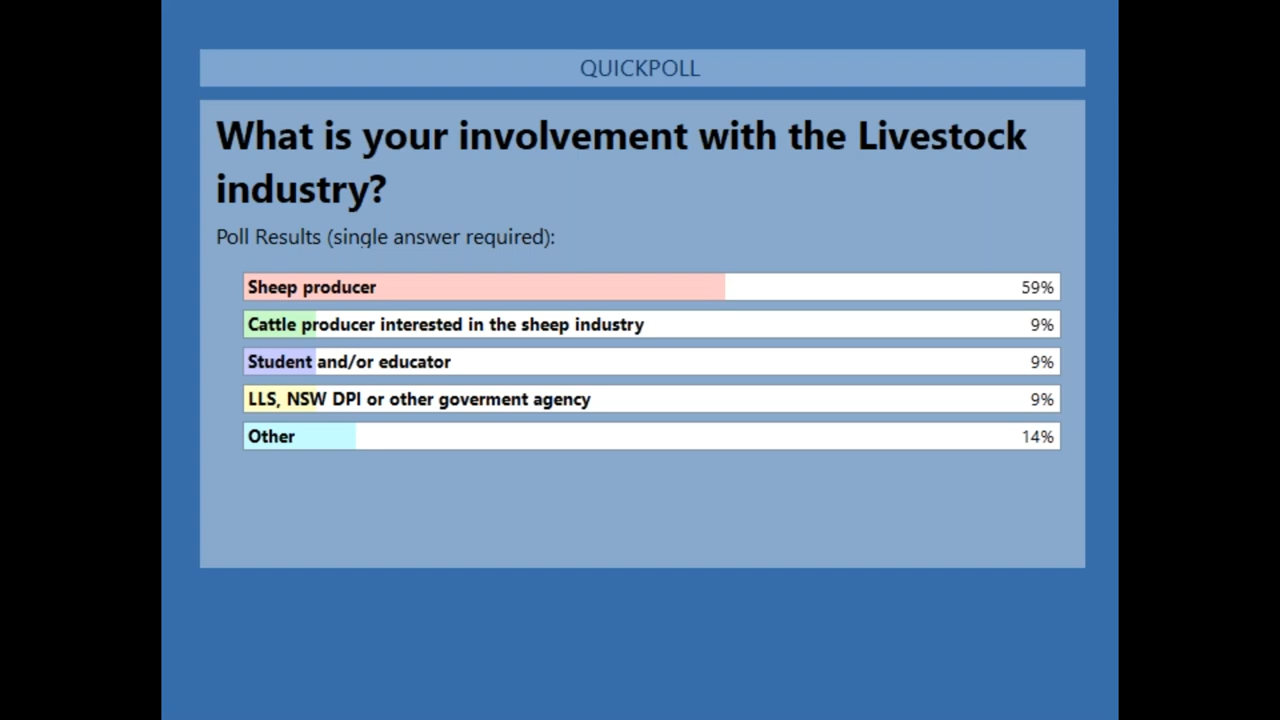 QUICKPOLL
What is your involvement with the Livestock
industry?
Poll Results (single answer required):
Sheep producer 59%
Cattle producer interested in the sheep industry 9%
Student and/or educator 9%
LLS, NSW DPI or other goverment agency 9%
Other 14%